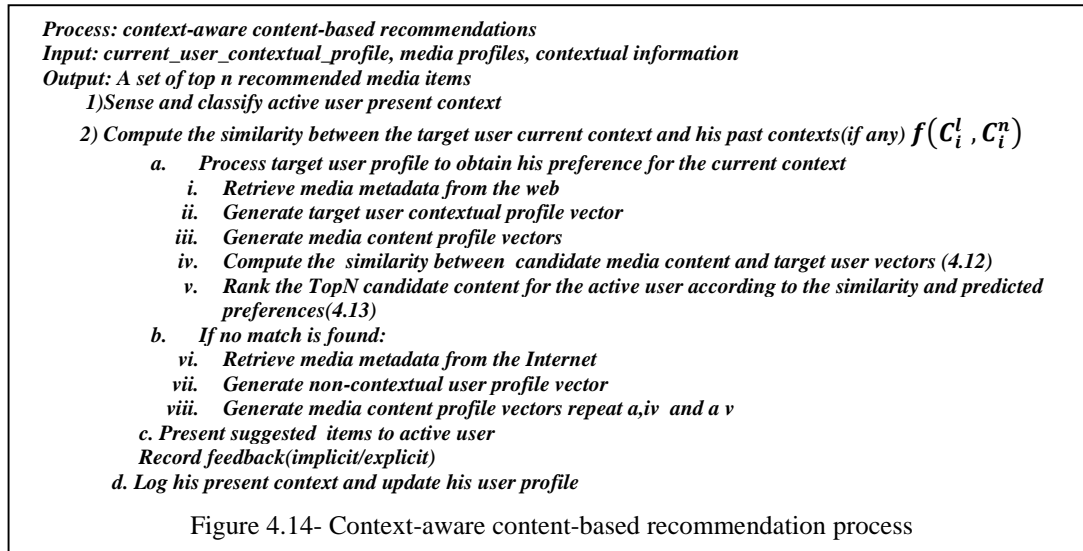 Process: context-aware content-based recommendations
Input: current_user_contextual_profile, media profiles, contextual information
Output: A set of top n recommended media items
1)Sense and classify active user present context
2) Compute the similarity between the target user current context and his past contexts(if any) f(C_i^l , C_i^n)
a. Process target user profile to obtain his preference for the current context
i. Retrieve media metadata from the web
ii. Generate target user contextual profile vector
iii. Generate media content profile vectors
iv. Compute the similarity between candidate media content and target user vectors (4.12)
v. Rank the TopN candidate content for the active user according to the similarity and predicted
preferences(4.13)
b. If no match is found:
vi. Retrieve media metadata from the Internet
vii. Generate non-contextual user profile vector
viii. Generate media content profile vectors repeat a,iv and a v
c. Present suggested items to active user
Record feedback(implicit/explicit)
d. Log his present context and update his user profile
Figure 4.14- Context-aware content-based recommendation process